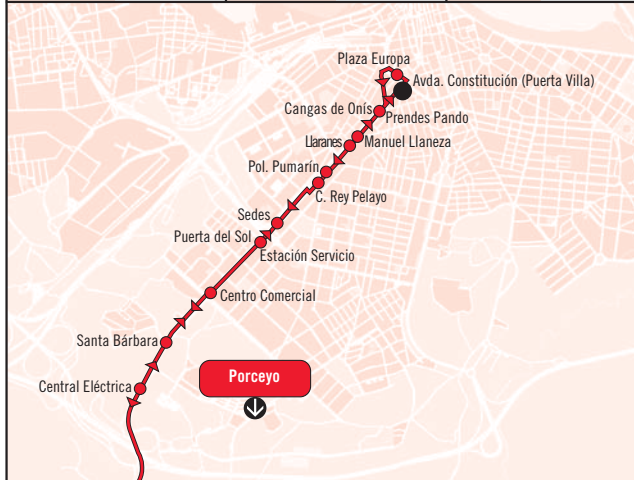 Plaza Europa
Avda. Constitución (Puerta Villa)
Cangas de Onís
Prendes Pando
Llaranes
Manuel Llaneza
Pol. Pumarín
C. Rey Pelayo
Sedes
Puerta del Sol
Estación Servicio
Centro Comercial
Santa Bárbara
Porceyo
Central Eléctrica